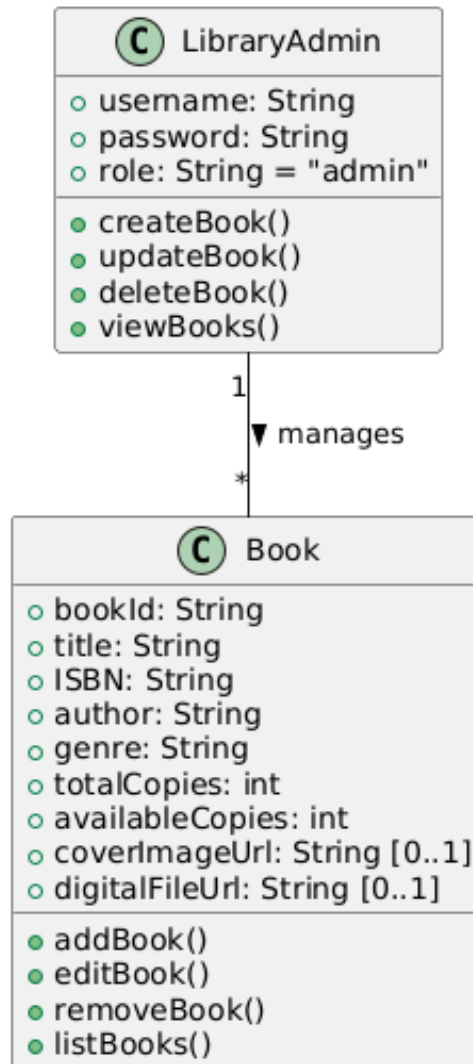 C LibraryAdmin
username: String
password: String
role: String = "admin"
createBook()
updateBook()
deleteBook()
viewBooks()
1
manages
*
C Book
bookId: String
title: String
ISBN: String
author: String
genre: String
totalCopies: int
availableCopies: int
coverImageUrl: String [0..1]
digitalFileUrl: String [0..1]
addBook()
editBook()
removeBook()
listBooks()